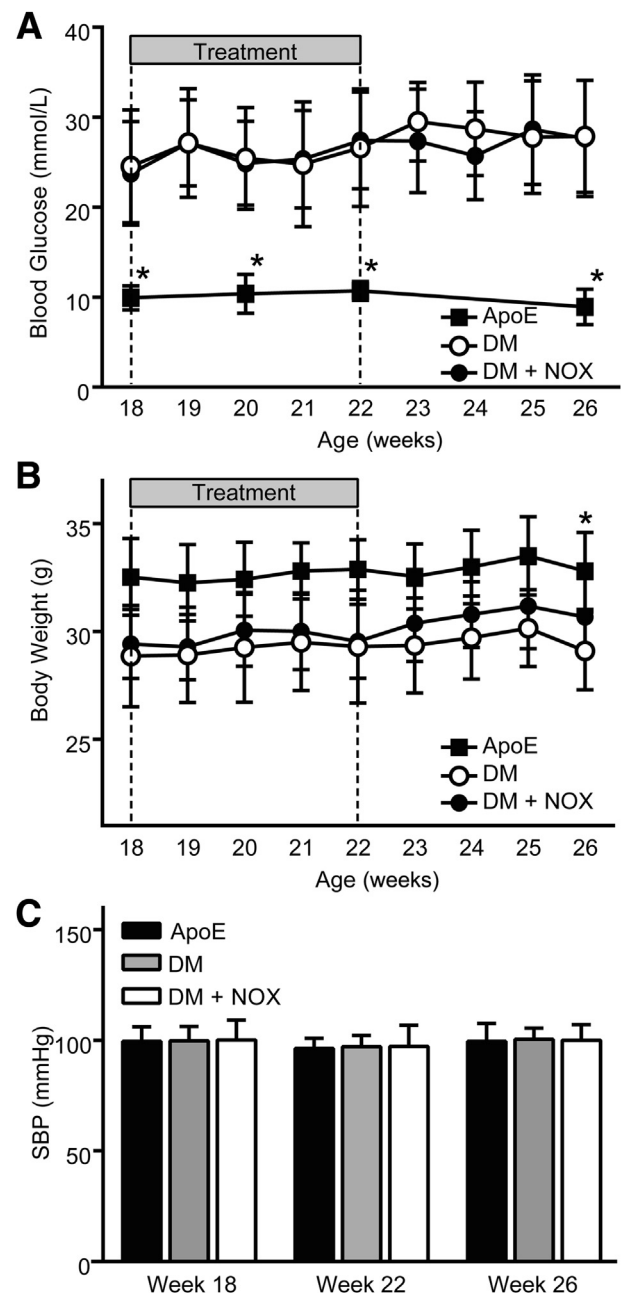 A
40
Treatment
30
20
10
0
Blood Glucose (mmol/L)
*
*
*
*
ApoE
DM
DM + NOX
18 19 20 21 22 23 24 25 26
Age (weeks)
B
Treatment
35
30
25
Body Weight (g)
*
ApoE
DM
DM + NOX
18 19 20 21 22 23 24 25 26
Age (weeks)
C
150
100
50
0
SBP (mmHg)
ApoE
DM
DM + NOX
Week 18 Week 22 Week 26